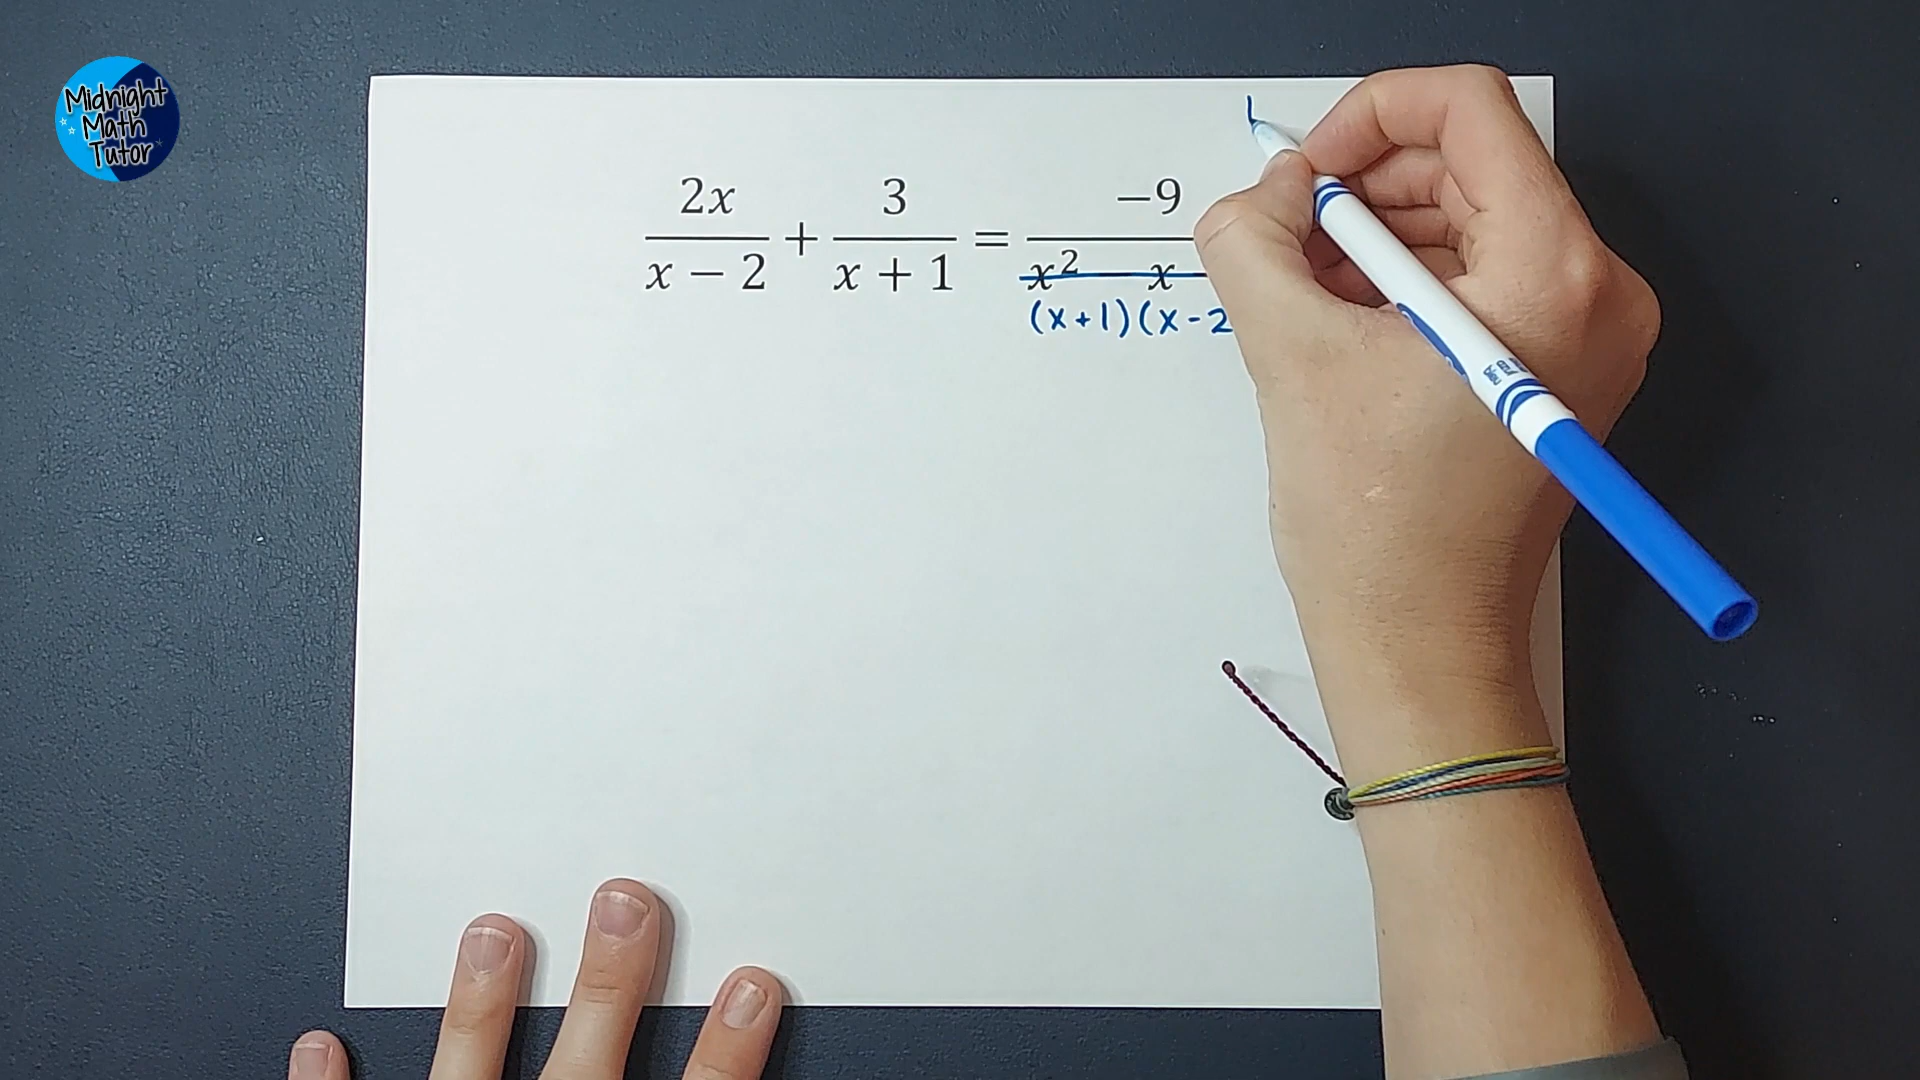 Midnight
Math
Tutor
L
2x/(x − 2) + 3/(x + 1) = −9/(x² − x
(x+1)(x-2